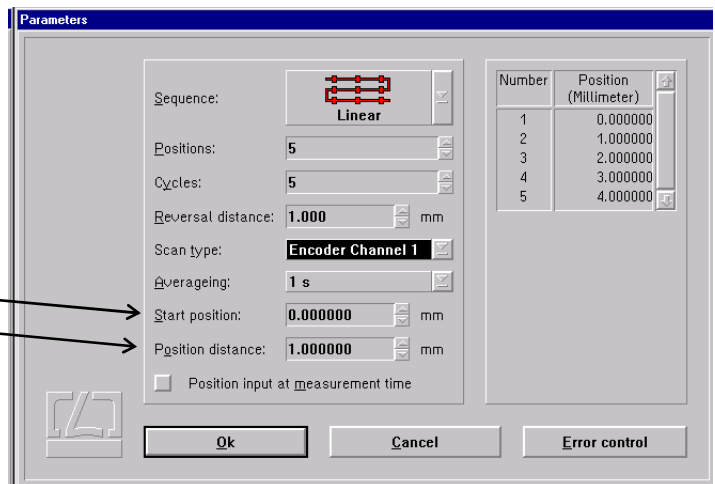 Parameters
Sequence:
Linear
Positions: 5
Cycles: 5
Reversal distance: 1.000 mm
Scan type: Encoder Channel 1
Averageing: 1 s
Start position: 0.000000 mm
Position distance: 1.000000 mm
Position input at measurement time
Number Position
(Millimeter)
1 0.000000
2 1.000000
3 2.000000
4 3.000000
5 4.000000
Ok Cancel Error control